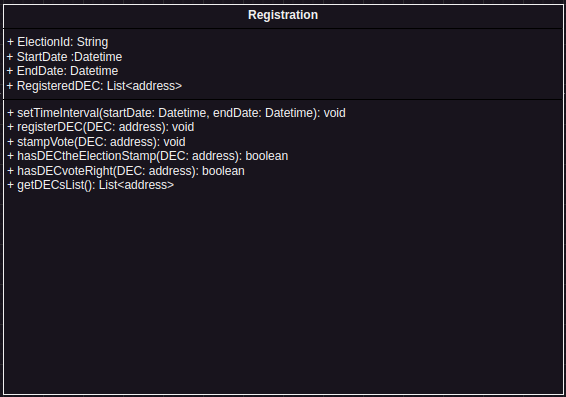 Registration
+ ElectionId: String
+ StartDate :Datetime
+ EndDate: Datetime
+ RegisteredDEC: List<address>
+ setTimeInterval(startDate: Datetime, endDate: Datetime): void
+ registerDEC(DEC: address): void
+ stampVote(DEC: address): void
+ hasDECtheElectionStamp(DEC: address): boolean
+ hasDECvoteRight(DEC: address): boolean
+ getDECsList(): List<address>